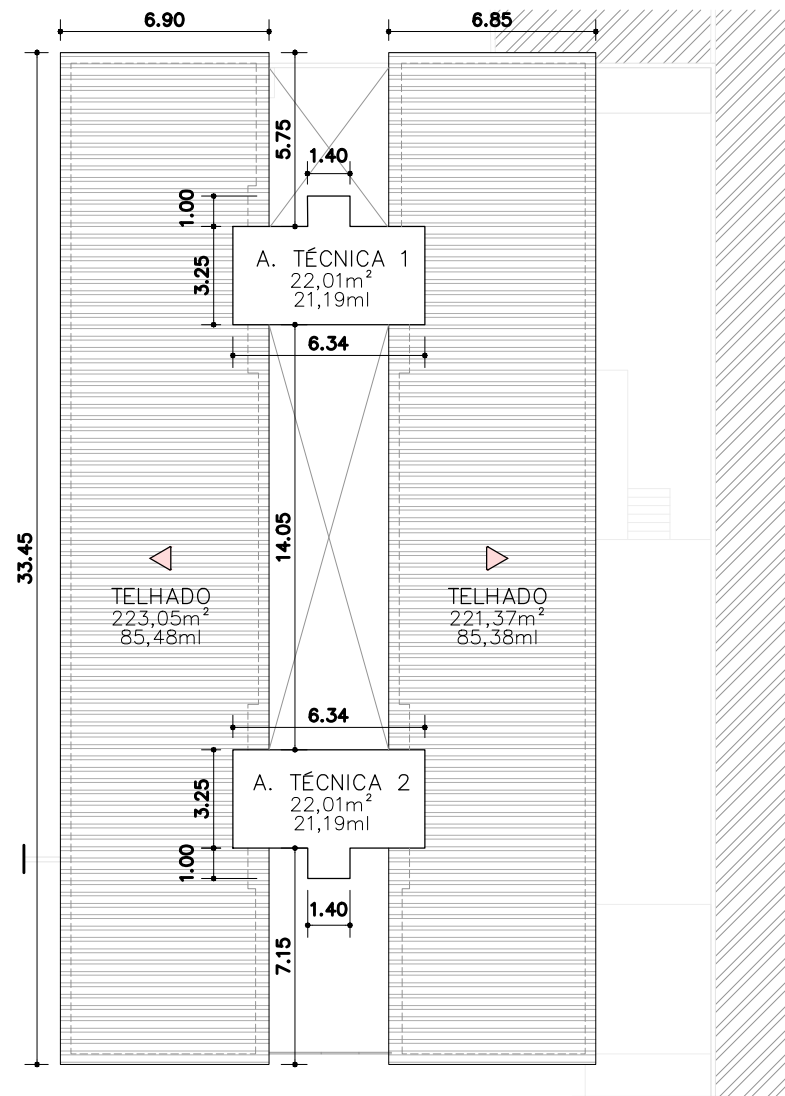 6.90
6.85
5.75
1.40
1.00
3.25
A. TÉCNICA 1
22,01m²
21,19ml
6.34
33.45
14.05
TELHADO
223,05m²
85,48ml
TELHADO
221,37m²
85,38ml
6.34
3.25
A. TÉCNICA 2
22,01m²
21,19ml
1.00
1.40
7.15